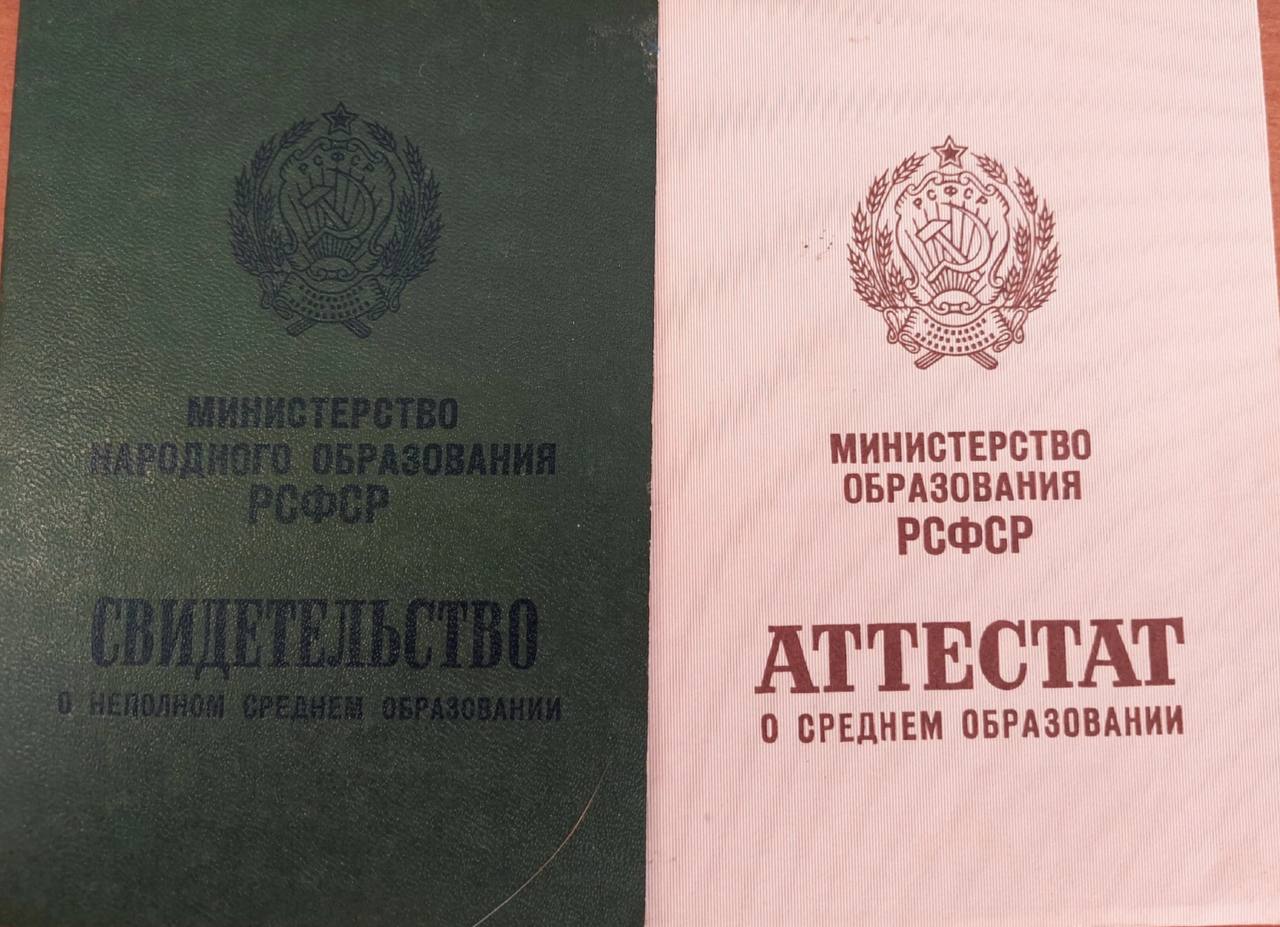 РСФСР
МИНИСТЕРСТВО
НАРОДНОГО ОБРАЗОВАНИЯ
РСФСР
СВИДЕТЕЛЬСТВО
О НЕПОЛНОМ СРЕДНЕМ ОБРАЗОВАНИИ
РСФСР
МИНИСТЕРСТВО
ОБРАЗОВАНИЯ
РСФСР
АТТЕСТАТ
О СРЕДНЕМ ОБРАЗОВАНИИ